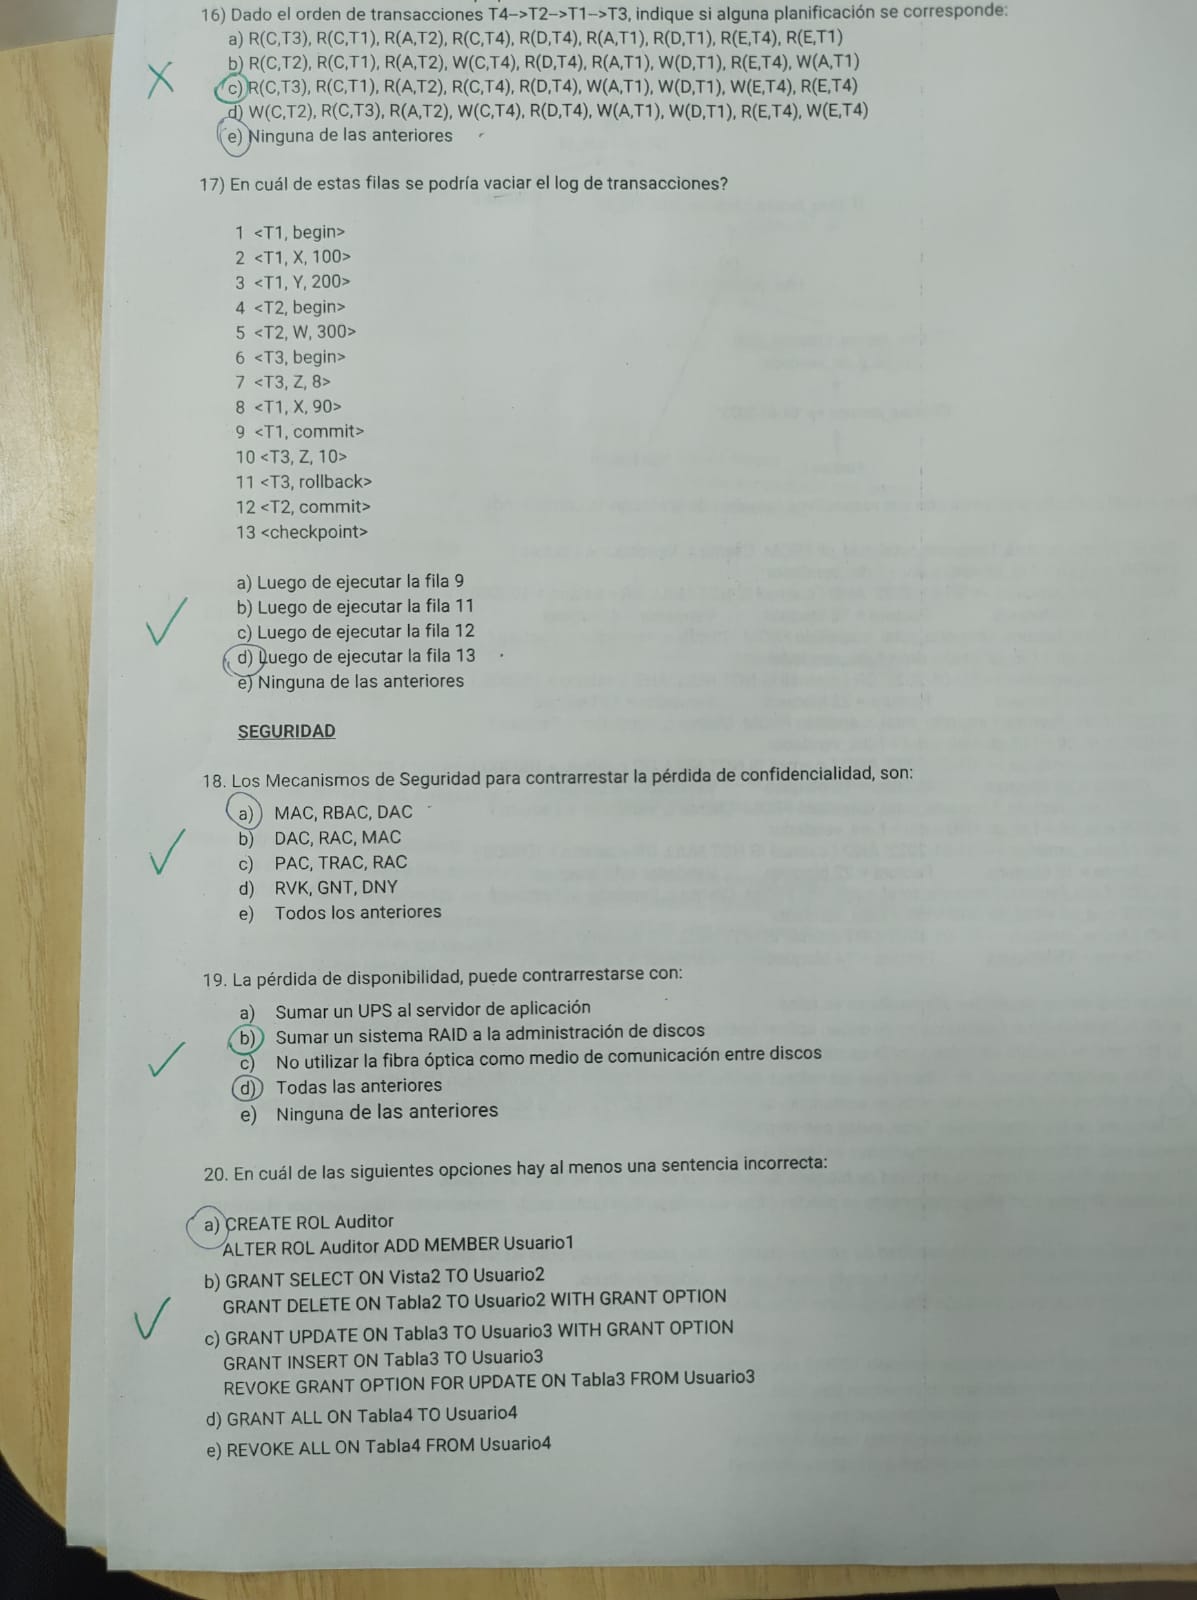 16) Dado el orden de transacciones T4-->T2-->T1-->T3, indique si alguna planificación se corresponde:
a) R(C,T3), R(C,T1), R(A,T2), R(C,T4), R(D,T4), R(A,T1), R(D,T1), R(E,T4), R(E,T1)
b) R(C,T2), R(C,T1), R(A,T2), W(C,T4), R(D,T4), R(A,T1), W(D,T1), R(E,T4), W(A,T1)
c) R(C,T3), R(C,T1), R(A,T2), R(C,T4), R(D,T4), W(A,T1), W(D,T1), W(E,T4), R(E,T4)
d) W(C,T2), R(C,T3), R(A,T2), W(C,T4), R(D,T4), W(A,T1), W(D,T1), R(E,T4), W(E,T4)
e) Ninguna de las anteriores
17) En cuál de estas filas se podría vaciar el log de transacciones?
1 <T1, begin>
2 <T1, X, 100>
3 <T1, Y, 200>
4 <T2, begin>
5 <T2, W, 300>
6 <T3, begin>
7 <T3, Z, 8>
8 <T1, X, 90>
9 <T1, commit>
10 <T3, Z, 10>
11 <T3, rollback>
12 <T2, commit>
13 <checkpoint>
a) Luego de ejecutar la fila 9
b) Luego de ejecutar la fila 11
c) Luego de ejecutar la fila 12
d) Luego de ejecutar la fila 13
e) Ninguna de las anteriores
SEGURIDAD
18. Los Mecanismos de Seguridad para contrarrestar la pérdida de confidencialidad, son:
a) MAC, RBAC, DAC
b) DAC, RAC, MAC
c) PAC, TRAC, RAC
d) RVK, GNT, DNY
e) Todos los anteriores
19. La pérdida de disponibilidad, puede contrarrestarse con:
a) Sumar un UPS al servidor de aplicación
b) Sumar un sistema RAID a la administración de discos
c) No utilizar la fibra óptica como medio de comunicación entre discos
d) Todas las anteriores
e) Ninguna de las anteriores
20. En cuál de las siguientes opciones hay al menos una sentencia incorrecta:
a) CREATE ROL Auditor
ALTER ROL Auditor ADD MEMBER Usuario1
b) GRANT SELECT ON Vista2 TO Usuario2
GRANT DELETE ON Tabla2 TO Usuario2 WITH GRANT OPTION
c) GRANT UPDATE ON Tabla3 TO Usuario3 WITH GRANT OPTION
GRANT INSERT ON Tabla3 TO Usuario3
REVOKE GRANT OPTION FOR UPDATE ON Tabla3 FROM Usuario3
d) GRANT ALL ON Tabla4 TO Usuario4
e) REVOKE ALL ON Tabla4 FROM Usuario4